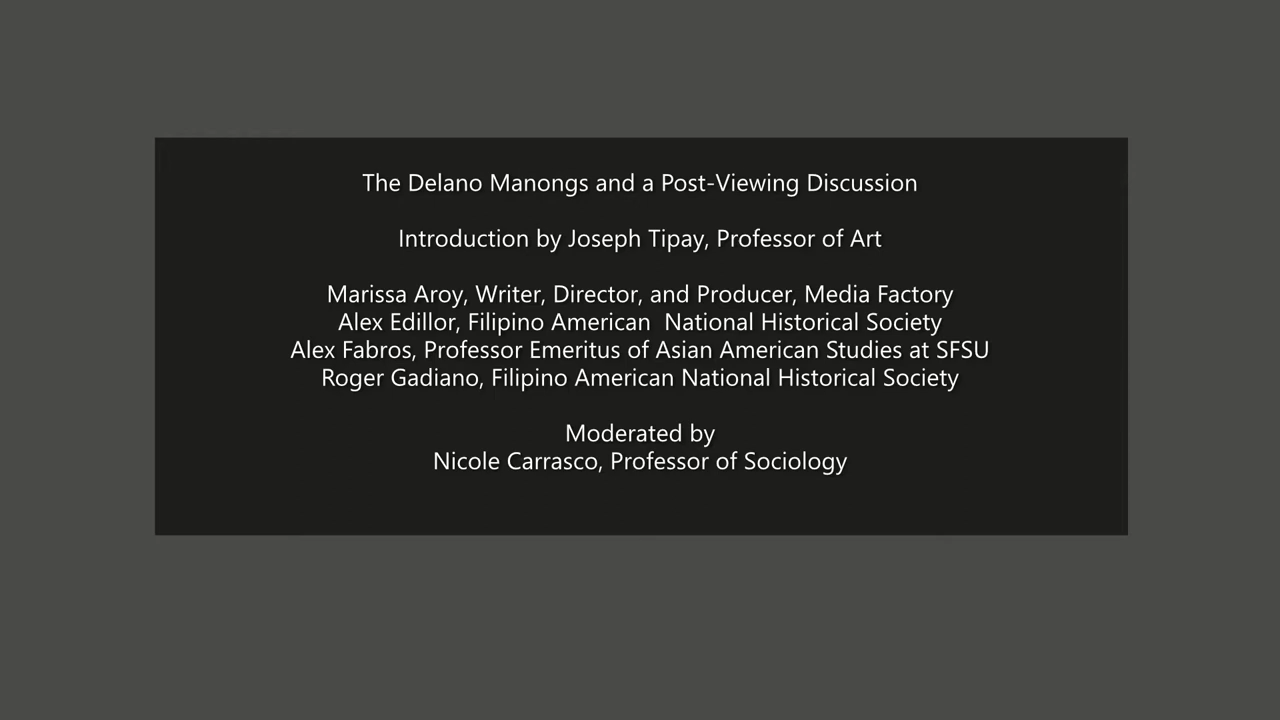 The Delano Manongs and a Post-Viewing Discussion
Introduction by Joseph Tipay, Professor of Art
Marissa Aroy, Writer, Director, and Producer, Media Factory
Alex Edillor, Filipino American  National Historical Society
Alex Fabros, Professor Emeritus of Asian American Studies at SFSU
Roger Gadiano, Filipino American National Historical Society
Moderated by
Nicole Carrasco, Professor of Sociology